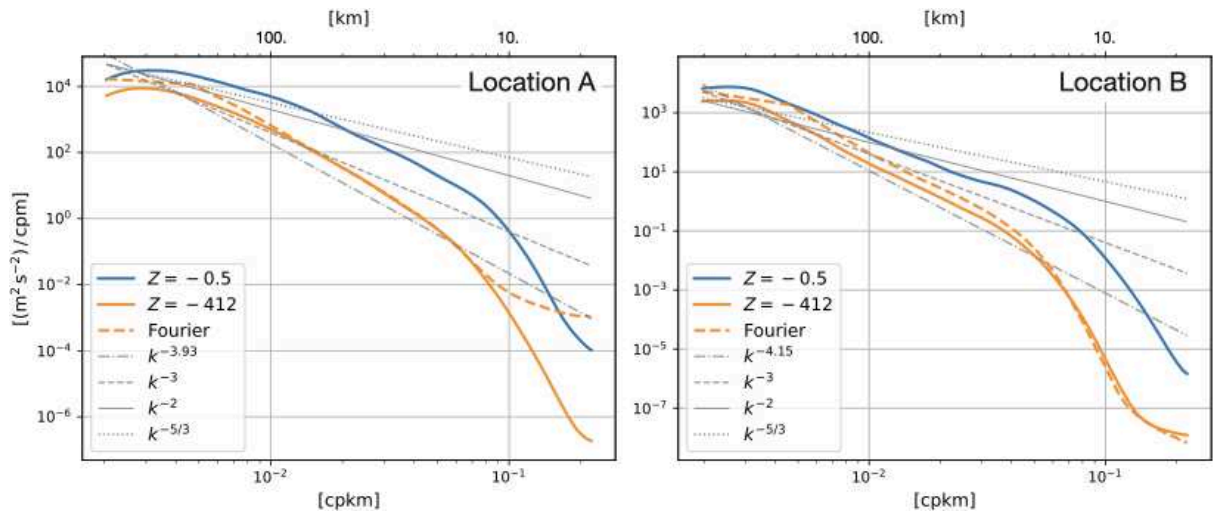 [km]
100.
10.
Location A
10^4
10^2
10^0
10^-2
10^-4
10^-6
[(m² s⁻²)/cpm]
Z = − 0.5
Z = − 412
Fourier
k^-3.93
k^-3
k^-2
k^-5/3
10^-2
10^-1
[cpkm]
[km]
100.
10.
Location B
10^3
10^1
10^-1
10^-3
10^-5
10^-7
Z = − 0.5
Z = − 412
Fourier
k^-4.15
k^-3
k^-2
k^-5/3
10^-2
10^-1
[cpkm]